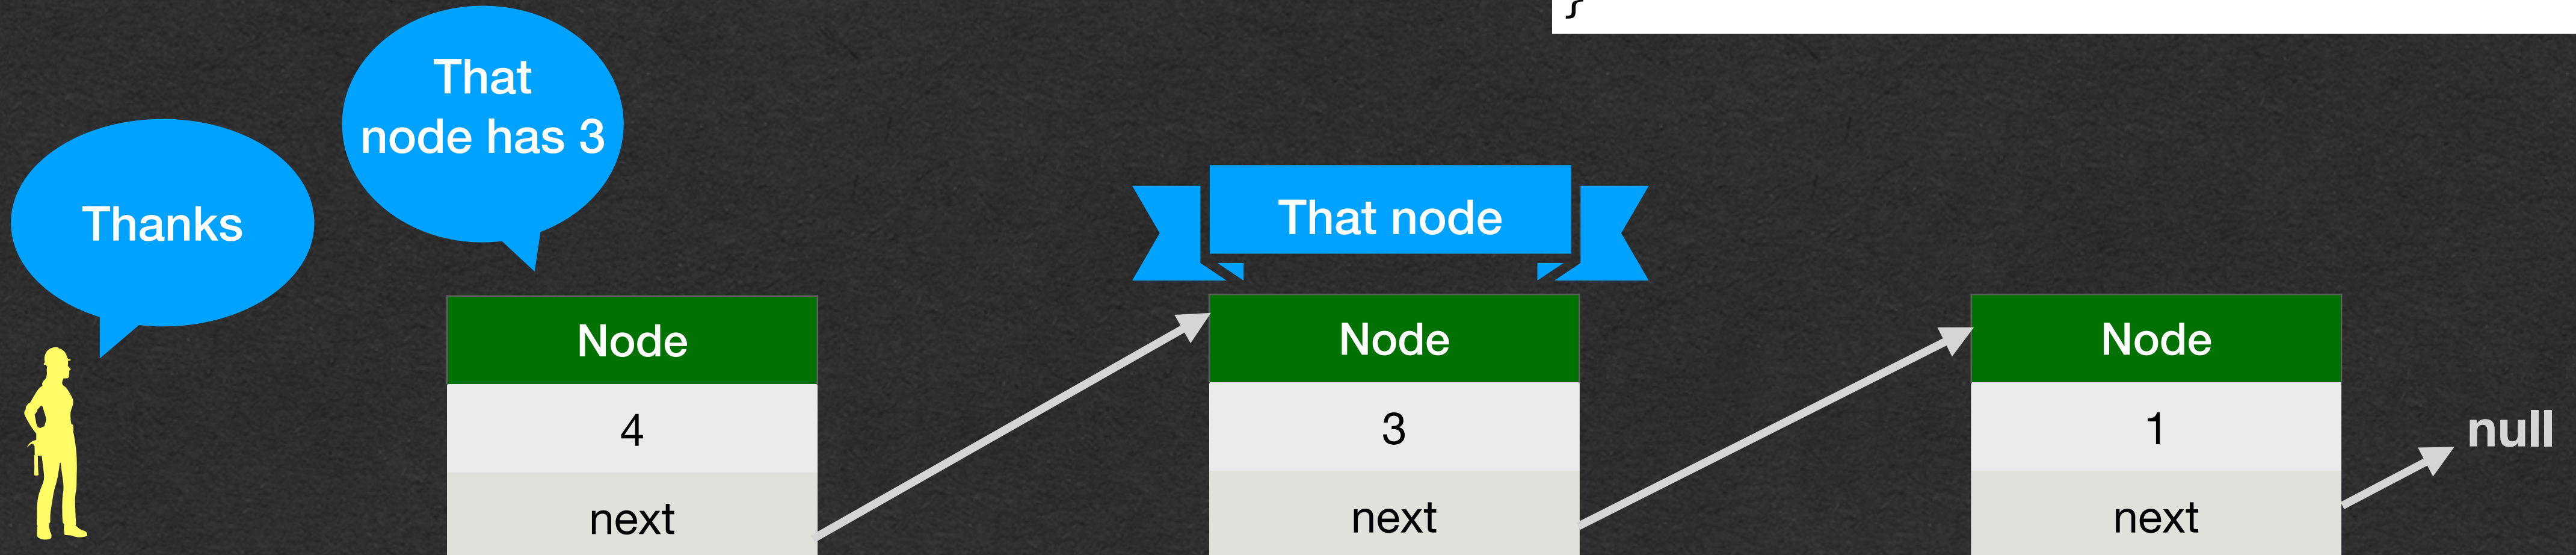 }
That
node has 3
Thanks
That node
Node
4
next
Node
3
next
Node
1
next
null